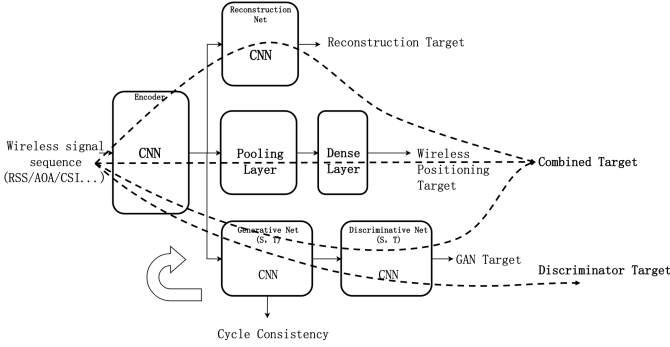 Reconstruction
Net
CNN
Reconstruction Target
Encoder
CNN
Wireless signal
sequence
(RSS/AOA/CSI...)
Pooling
Layer
Dense
Layer
Wireless
Positioning
Target
Combined Target
Generative Net
(S, T)
CNN
Discriminative Net
(S, T)
CNN
GAN Target
Discriminator Target
Cycle Consistency